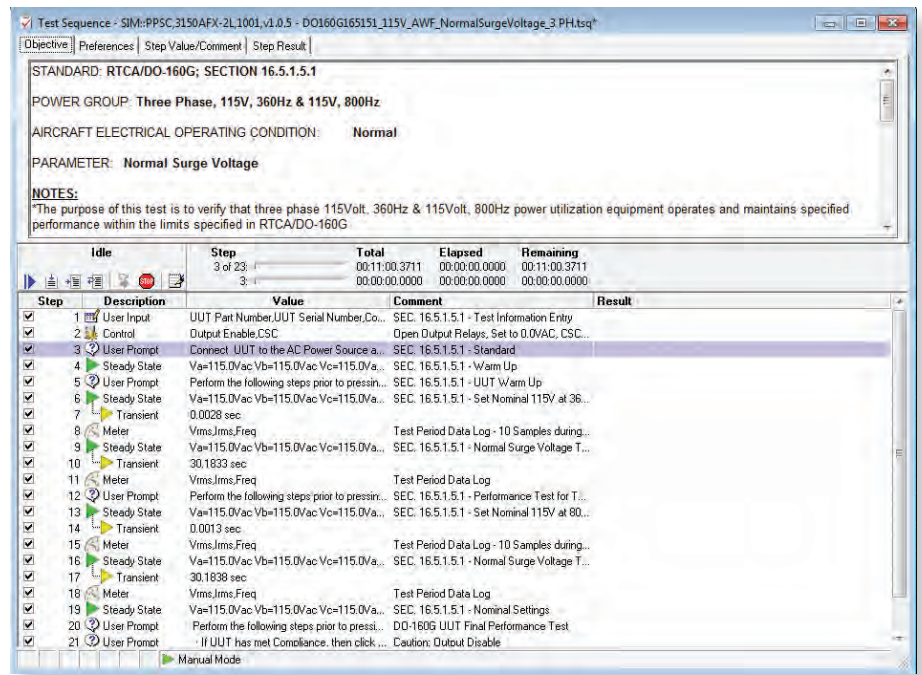 Test Sequence - SIM::PPSC,3150AFX-2L,1001,v1.0.5 - DO160G165151_115V_AWF_NormalSurgeVoltage_3 PH.tsq*
Objective Preferences Step Value/Comment Step Result
STANDARD: RTCA/DO-160G; SECTION 16.5.1.5.1
POWER GROUP: Three Phase, 115V, 360Hz & 115V, 800Hz
AIRCRAFT ELECTRICAL OPERATING CONDITION: Normal
PARAMETER: Normal Surge Voltage
NOTES:
*The purpose of this test is to verify that three phase 115Volt, 360Hz & 115Volt, 800Hz power utilization equipment operates and maintains specified
performance within the limits specified in RTCA/DO-160G
Idle Step Total Elapsed Remaining
3 of 23: 00:11:00.3711 00:00:00.0000 00:11:00.3711
STOP 3: 00:00:00.0000 00:00:00.0000 00:00:00.0000
Step Description Value Comment Result
1 User Input UUT Part Number,UUT Serial Number,Co... SEC. 16.5.1.5.1 - Test Information Entry
2 Control Output Enable,CSC Open Output Relays, Set to 0.0VAC, CSC...
3 User Prompt Connect UUT to the AC Power Source a... SEC. 16.5.1.5.1 - Standard
4 Steady State Va=115.0Vac Vb=115.0Vac Vc=115.0Va... SEC. 16.5.1.5.1 - Warm Up
5 User Prompt Perform the following steps prior to pressin... SEC. 16.5.1.5.1 - UUT Warm Up
6 Steady State Va=115.0Vac Vb=115.0Vac Vc=115.0Va... SEC. 16.5.1.5.1 - Set Nominal 115V at 36...
7 Transient 0.0028 sec
8 Meter Vrms,Irms,Freq Test Period Data Log - 10 Samples during...
9 Steady State Va=115.0Vac Vb=115.0Vac Vc=115.0Va... SEC. 16.5.1.5.1 - Normal Surge Voltage T...
10 Transient 30.1833 sec
11 Meter Vrms,Irms,Freq Test Period Data Log
12 User Prompt Perform the following steps prior to pressin... SEC. 16.5.1.5.1 - Performance Test for T...
13 Steady State Va=115.0Vac Vb=115.0Vac Vc=115.0Va... SEC. 16.5.1.5.1 - Set Nominal 115V at 80...
14 Transient 0.0013 sec
15 Meter Vrms,Irms,Freq Test Period Data Log - 10 Samples during...
16 Steady State Va=115.0Vac Vb=115.0Vac Vc=115.0Va... SEC. 16.5.1.5.1 - Normal Surge Voltage T...
17 Transient 30.1838 sec
18 Meter Vrms,Irms,Freq Test Period Data Log
19 Steady State Va=115.0Vac Vb=115.0Vac Vc=115.0Va... SEC. 16.5.1.5.1 - Nominal Settings
20 User Prompt Perform the following steps prior to pressi... DO-160G UUT Final Performance Test
21 User Prompt - If UUT has met Compliance, then click ... Caution: Output Disable
Manual Mode